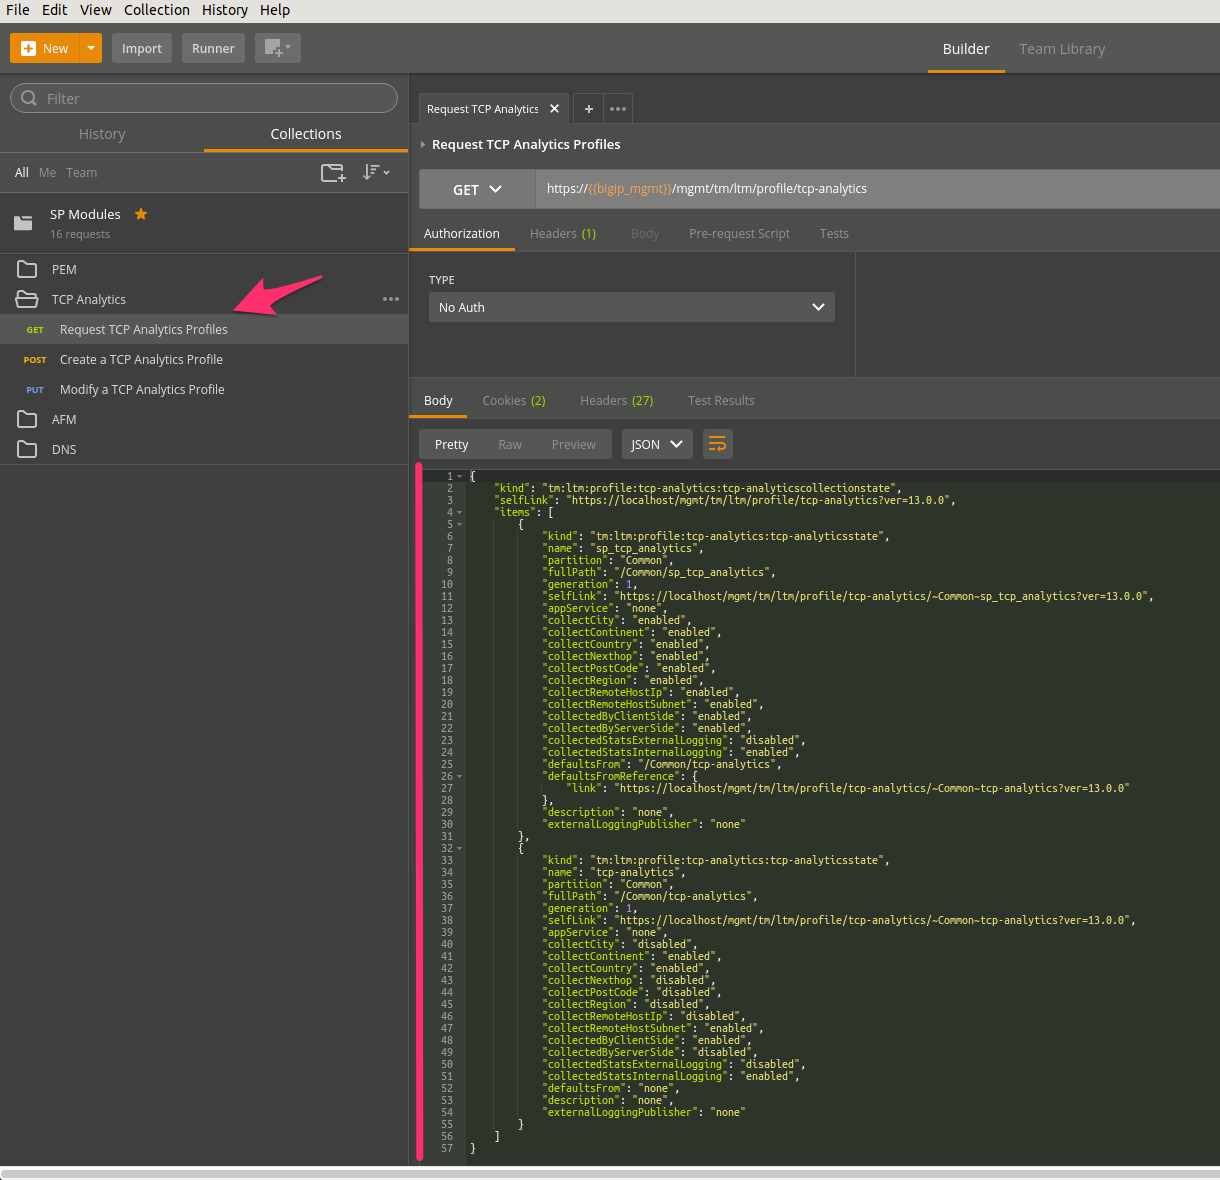 File Edit View Collection History Help
New Import Runner
Builder Team Library
Filter
History Collections
All Me Team
SP Modules
16 requests
PEM
TCP Analytics
GET Request TCP Analytics Profiles
POST Create a TCP Analytics Profile
PUT Modify a TCP Analytics Profile
AFM
DNS
Request TCP Analytics
Request TCP Analytics Profiles
GET https://{{bigip_mgmt}}/mgmt/tm/ltm/profile/tcp-analytics
Authorization Headers (1) Body Pre-request Script Tests
TYPE
No Auth
Body Cookies (2) Headers (27) Test Results
Pretty Raw Preview JSON
1 {
2 "kind": "tm:ltm:profile:tcp-analytics:tcp-analyticscollectionstate",
3 "selfLink": "https://localhost/mgmt/tm/ltm/profile/tcp-analytics?ver=13.0.0",
4 "items": [
5 {
6 "kind": "tm:ltm:profile:tcp-analytics:tcp-analyticsstate",
7 "name": "sp_tcp_analytics",
8 "partition": "Common",
9 "fullPath": "/Common/sp_tcp_analytics",
10 "generation": 1,
11 "selfLink": "https://localhost/mgmt/tm/ltm/profile/tcp-analytics/~Common~sp_tcp_analytics?ver=13.0.0",
12 "appService": "none",
13 "collectCity": "enabled",
14 "collectContinent": "enabled",
15 "collectCountry": "enabled",
16 "collectNexthop": "enabled",
17 "collectPostCode": "enabled",
18 "collectRegion": "enabled",
19 "collectRemoteHostIp": "enabled",
20 "collectRemoteHostSubnet": "enabled",
21 "collectedByClientSide": "enabled",
22 "collectedByServerSide": "enabled",
23 "collectedStatsExternalLogging": "disabled",
24 "collectedStatsInternalLogging": "enabled",
25 "defaultsFrom": "/Common/tcp-analytics",
26 "defaultsFromReference": {
27 "link": "https://localhost/mgmt/tm/ltm/profile/tcp-analytics/~Common~tcp-analytics?ver=13.0.0"
28 },
29 "description": "none",
30 "externalLoggingPublisher": "none"
31 },
32 {
33 "kind": "tm:ltm:profile:tcp-analytics:tcp-analyticsstate",
34 "name": "tcp-analytics",
35 "partition": "Common",
36 "fullPath": "/Common/tcp-analytics",
37 "generation": 1,
38 "selfLink": "https://localhost/mgmt/tm/ltm/profile/tcp-analytics/~Common~tcp-analytics?ver=13.0.0",
39 "appService": "none",
40 "collectCity": "disabled",
41 "collectContinent": "enabled",
42 "collectCountry": "enabled",
43 "collectNexthop": "disabled",
44 "collectPostCode": "disabled",
45 "collectRegion": "disabled",
46 "collectRemoteHostIp": "disabled",
47 "collectRemoteHostSubnet": "enabled",
48 "collectedByClientSide": "enabled",
49 "collectedByServerSide": "disabled",
50 "collectedStatsExternalLogging": "disabled",
51 "collectedStatsInternalLogging": "enabled",
52 "defaultsFrom": "none",
53 "description": "none",
54 "externalLoggingPublisher": "none"
55 }
56 ]
57 }